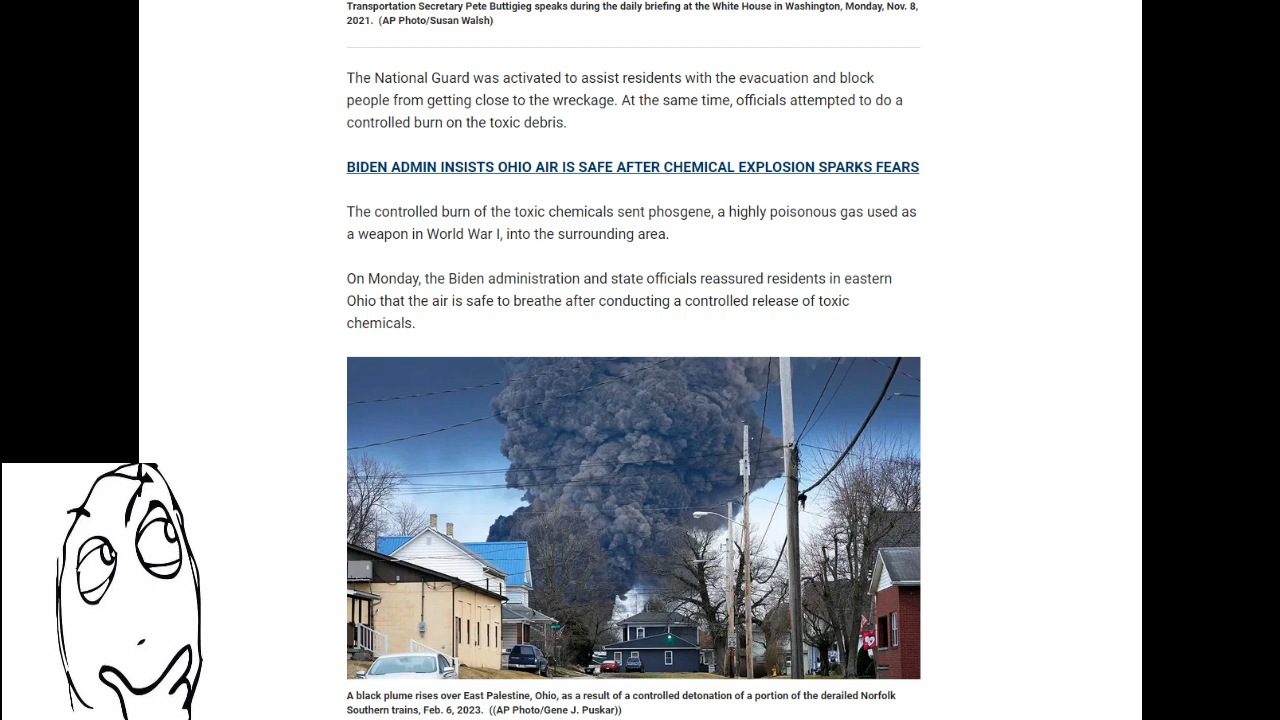 Transportation Secretary Pete Buttigieg speaks during the daily briefing at the White House in Washington, Monday, Nov. 8,
2021. (AP Photo/Susan Walsh)
The National Guard was activated to assist residents with the evacuation and block
people from getting close to the wreckage. At the same time, officials attempted to do a
controlled burn on the toxic debris.
BIDEN ADMIN INSISTS OHIO AIR IS SAFE AFTER CHEMICAL EXPLOSION SPARKS FEARS
The controlled burn of the toxic chemicals sent phosgene, a highly poisonous gas used as
a weapon in World War I, into the surrounding area.
On Monday, the Biden administration and state officials reassured residents in eastern
Ohio that the air is safe to breathe after conducting a controlled release of toxic
chemicals.
A black plume rises over East Palestine, Ohio, as a result of a controlled detonation of a portion of the derailed Norfolk
Southern trains, Feb. 6, 2023. ((AP Photo/Gene J. Puskar))